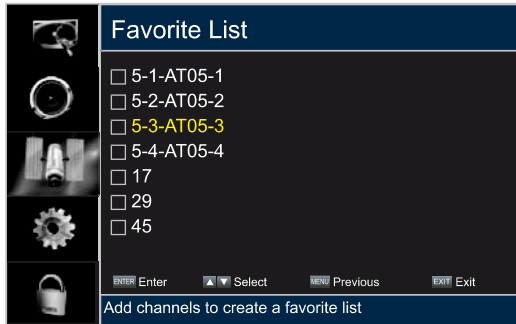 Favorite List
5-1-AT05-1
5-2-AT05-2
5-3-AT05-3
5-4-AT05-4
17
29
45
ENTER Enter ▲ ▼ Select MENU Previous EXIT Exit
Add channels to create a favorite list